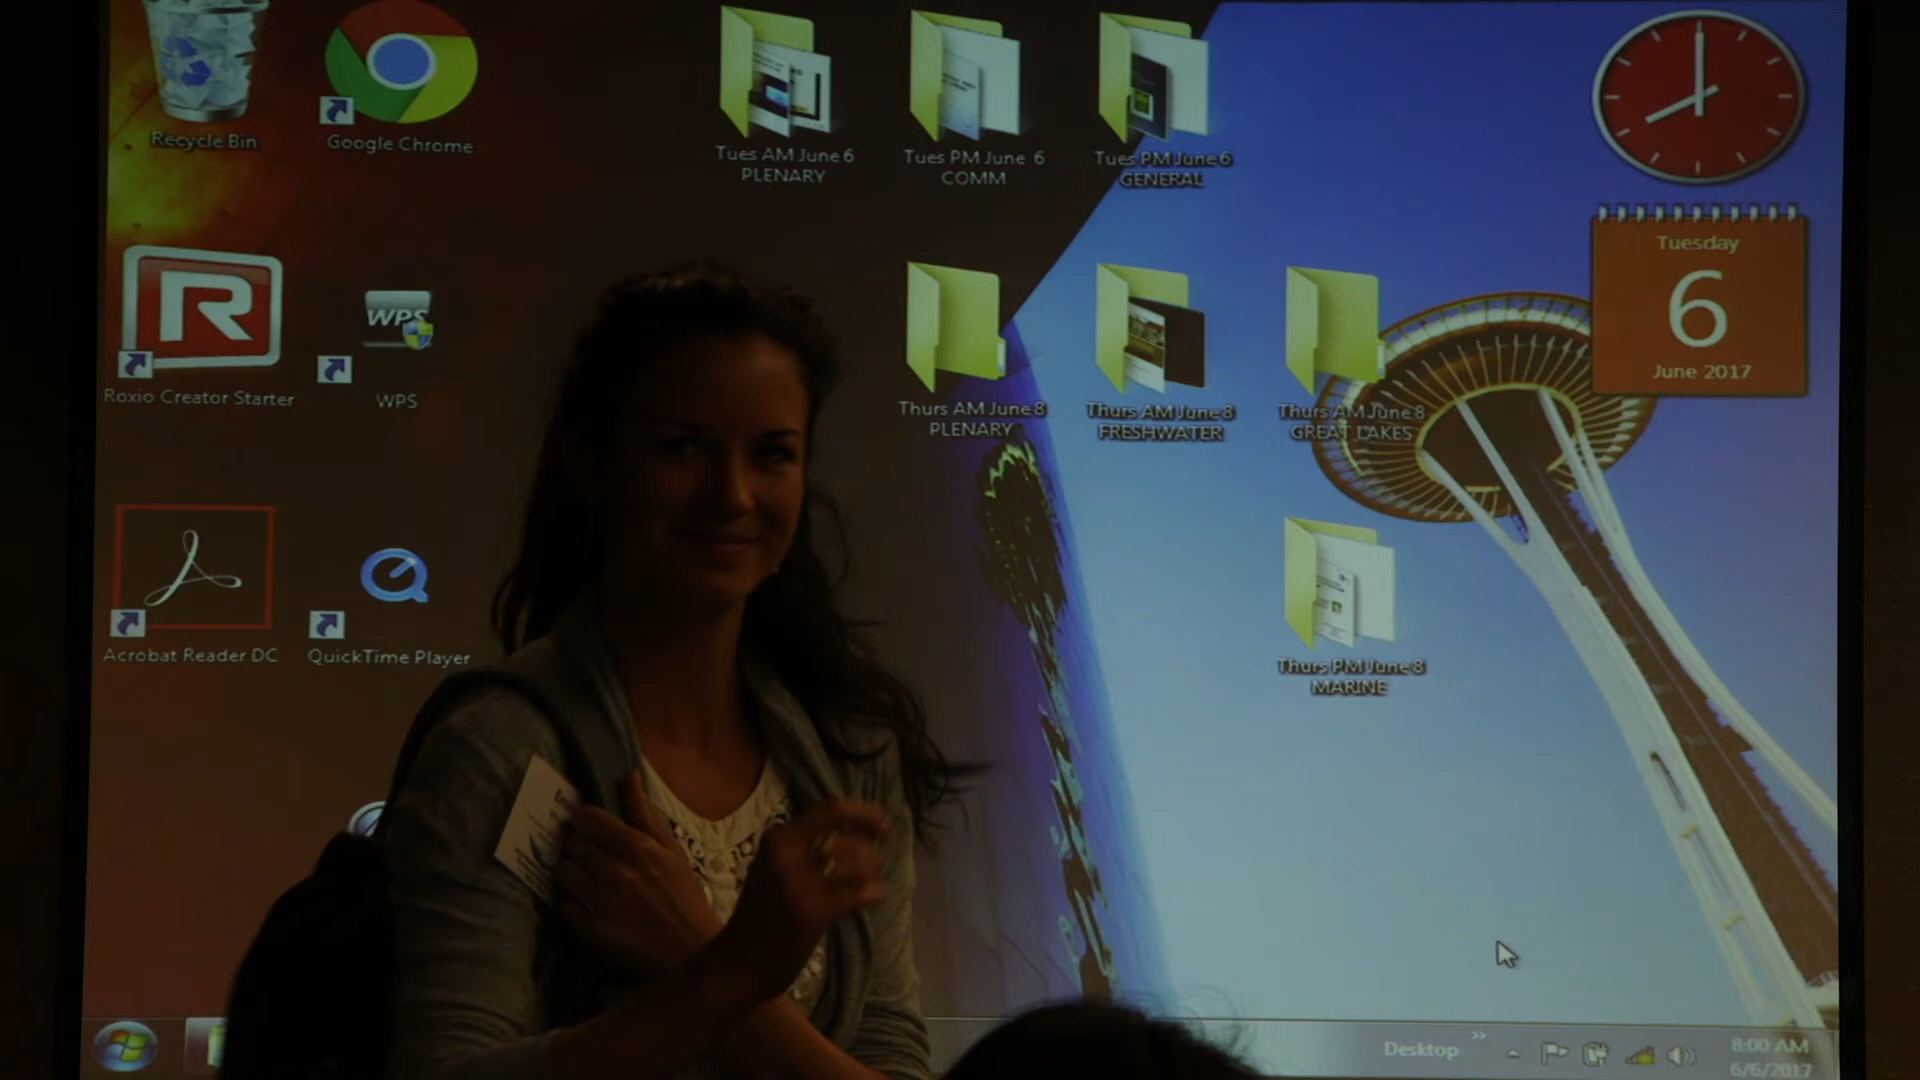 Recycle Bin
Google Chrome
Tues AM June 6
PLENARY
Tues PM June 6
COMM
Tues PM June 6
GENERAL
Tuesday
6
June 2017
R
Roxio Creator Starter
WPS
WPS
Thurs AM June 8
PLENARY
Thurs AM June 8
FRESHWATER
Thurs AM June 8
GREAT LAKES
Acrobat Reader DC
QuickTime Player
Thurs PM June 8
MARINE
Desktop
8:00 AM
6/6/2017